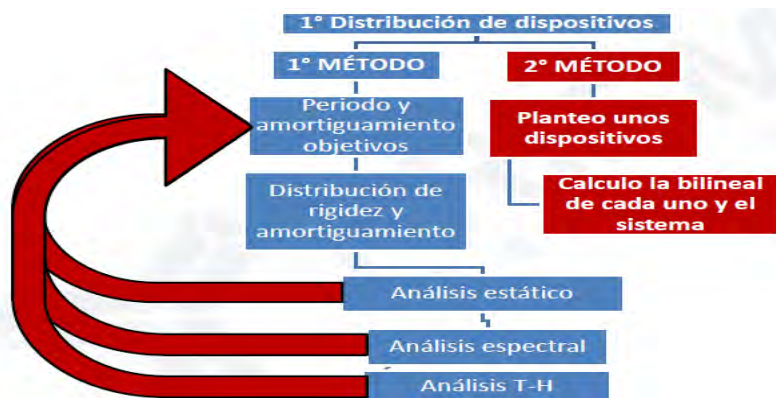 1° Distribución de dispositivos
1° MÉTODO
2° MÉTODO
Periodo y
amortiguamiento
objetivos
Planteo unos
dispositivos
Distribución de
rigidez y
amortiguamiento
Calculo la bilineal
de cada uno y el
sistema
Análisis estático
Análisis espectral
Análisis T-H